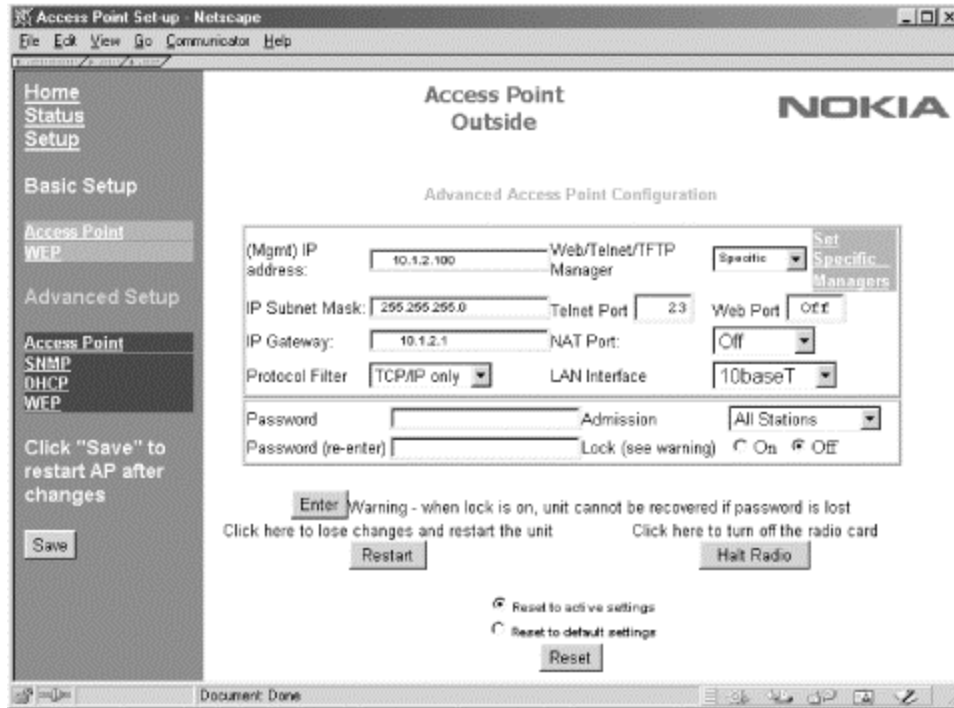 Access Point Set-up - Netscape
File Edit View Go Communicator Help
Home
Status
Setup
Basic Setup
Access Point
WEP
Advanced Setup
Access Point
SNMP
DHCP
WEP
Click "Save" to
restart AP after
changes
Save
Access Point
Outside
NOKIA
Advanced Access Point Configuration
(Mgmt) IP address: 10.1.2.100 Web/Telnet/TFTP Manager Specific Set Specific Managers
IP Subnet Mask: 255.255.255.0 Telnet Port 23 Web Port Off
IP Gateway: 10.1.2.1 NAT Port: Off
Protocol Filter TCP/IP only LAN Interface 10baseT
Password Admission All Stations
Password (re-enter) Lock (see warning) On Off
Enter Warning - when lock is on, unit cannot be recovered if password is lost
Click here to lose changes and restart the unit Click here to turn off the radio card
Restart Halt Radio
Reset to active settings
Reset to default settings
Reset
Document: Done